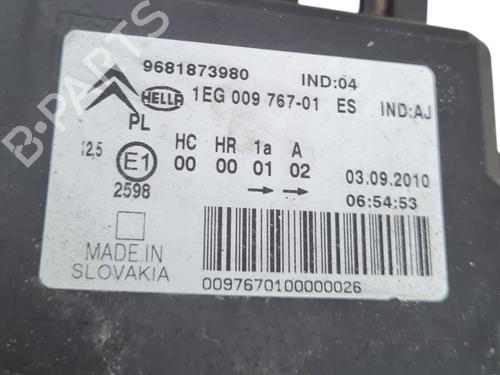 9681873980 IND:04
HELLA 1EG 009 767-01 ES IND:AJ
PL HC HR 1a A
12,5 E1 00 00 01 02 03.09.2010
2598 06:54:53
MADE IN
SLOVAKIA
0097670100000026
B-PARTS